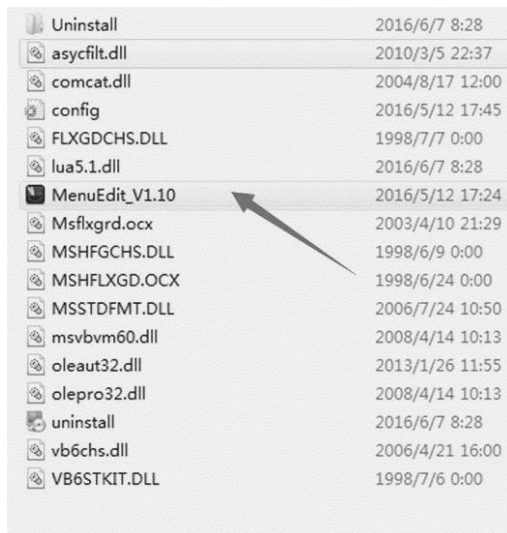 Uninstall 2016/6/7 8:28
asycfilt.dll 2010/3/5 22:37
comcat.dll 2004/8/17 12:00
config 2016/5/12 17:45
FLXGDCHS.DLL 1998/7/7 0:00
lua5.1.dll 2016/6/7 8:28
MenuEdit_V1.10 2016/5/12 17:24
Msflxgrd.ocx 2003/4/10 21:29
MSHFGCHS.DLL 1998/6/9 0:00
MSHFLXGD.OCX 1998/6/24 0:00
MSSTDFMT.DLL 2006/7/24 10:50
msvbvm60.dll 2008/4/14 10:13
oleaut32.dll 2013/1/26 11:55
olepro32.dll 2008/4/14 10:13
uninstall 2016/6/7 8:28
vb6chs.dll 2006/4/21 16:00
VB6STKIT.DLL 1998/7/6 0:00